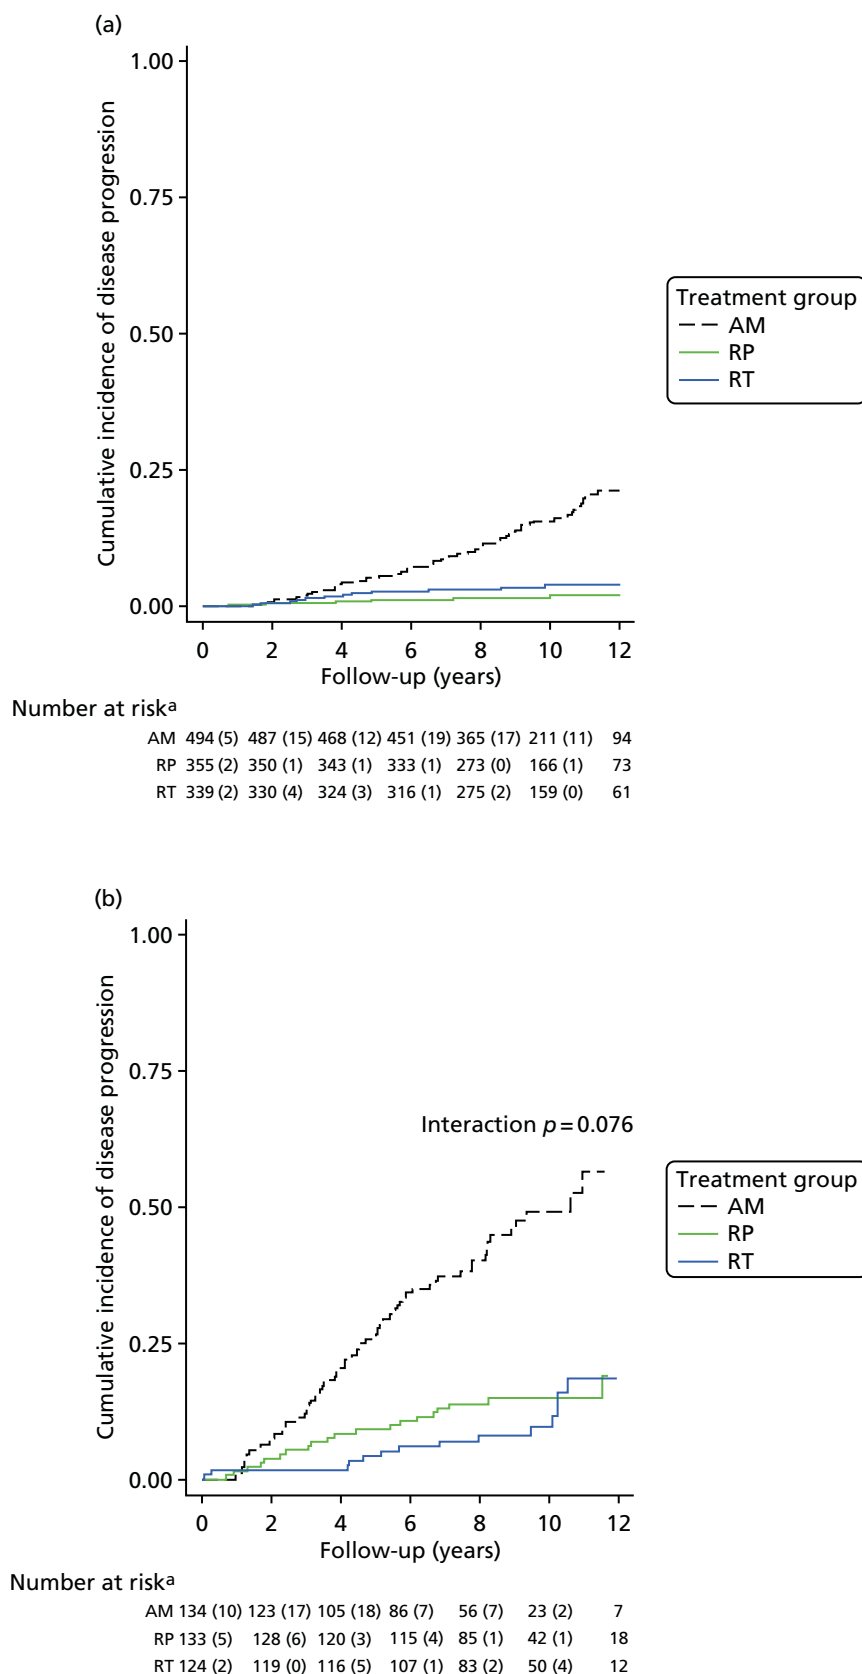 (a)
Cumulative incidence of disease progression
1.00
0.75
0.50
0.25
0.00
0 2 4 6 8 10 12
Follow-up (years)
Treatment group
AM
RP
RT
Number at riskᵃ
AM 494 (5) 487 (15) 468 (12) 451 (19) 365 (17) 211 (11) 94
RP 355 (2) 350 (1) 343 (1) 333 (1) 273 (0) 166 (1) 73
RT 339 (2) 330 (4) 324 (3) 316 (1) 275 (2) 159 (0) 61
(b)
Cumulative incidence of disease progression
1.00
0.75
0.50
0.25
0.00
Interaction p=0.076
0 2 4 6 8 10 12
Follow-up (years)
Treatment group
AM
RP
RT
Number at riskᵃ
AM 134 (10) 123 (17) 105 (18) 86 (7) 56 (7) 23 (2) 7
RP 133 (5) 128 (6) 120 (3) 115 (4) 85 (1) 42 (1) 18
RT 124 (2) 119 (0) 116 (5) 107 (1) 83 (2) 50 (4) 12